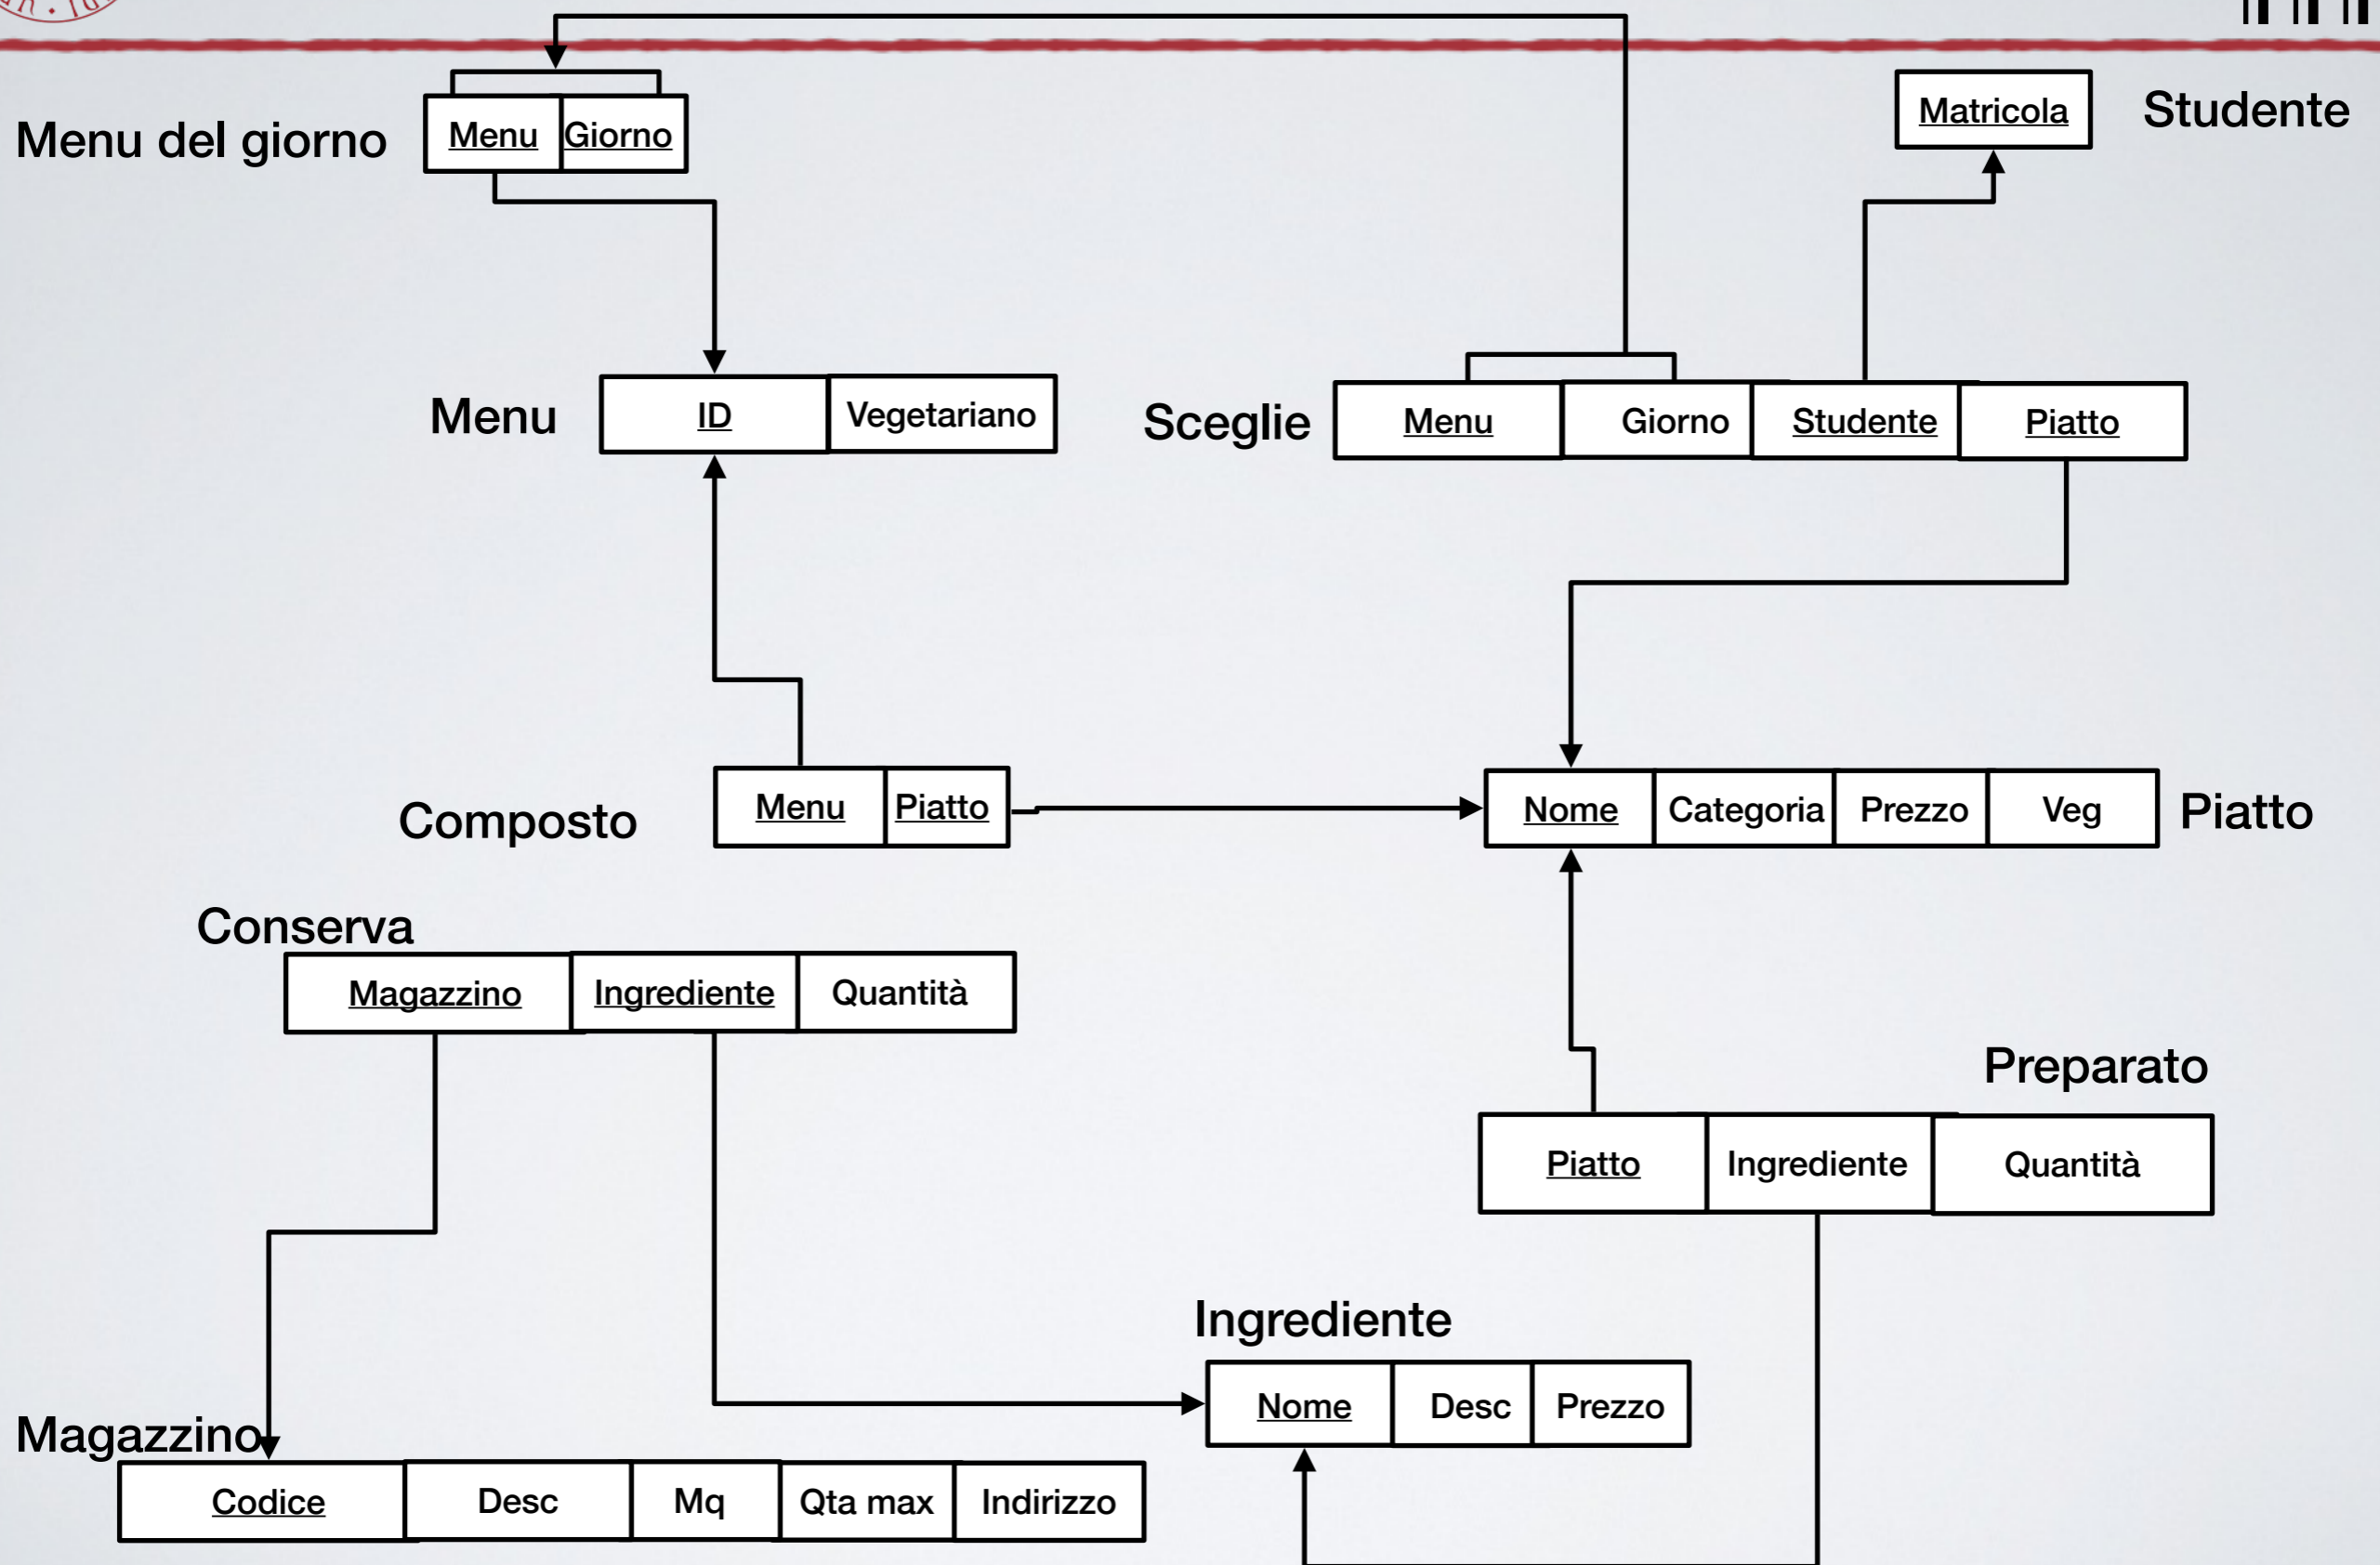 Menu del giorno
Menu Giorno
Matricola
Studente
Menu
ID Vegetariano
Sceglie
Menu Giorno Studente Piatto
Composto
Menu Piatto
Nome Categoria Prezzo Veg
Piatto
Conserva
Magazzino Ingrediente Quantità
Preparato
Piatto Ingrediente Quantità
Ingrediente
Nome Desc Prezzo
Magazzino
Codice Desc Mq Qta max Indirizzo